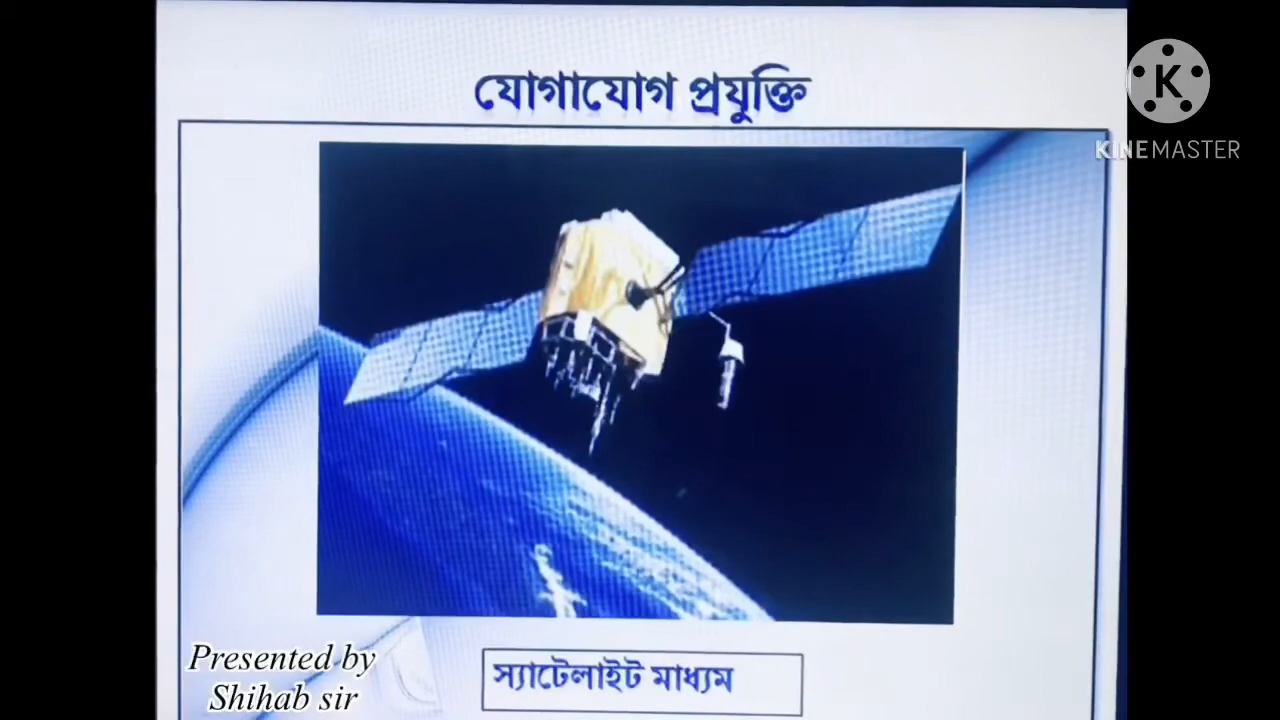 যোগাযোগ প্রযুক্তি
K
KINEMASTER
স্যাটেলাইট মাধ্যম
Presented by
Shihab sir